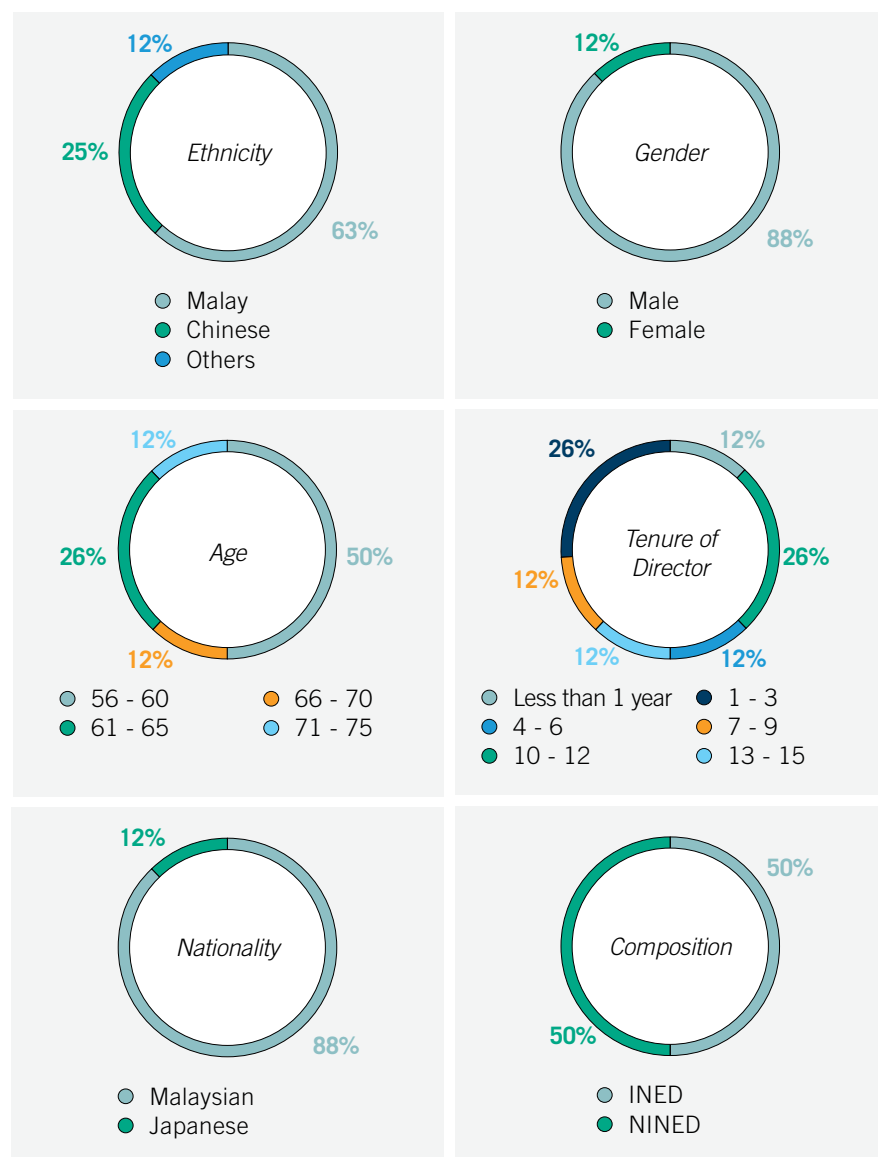 12%
25%
Ethnicity
63%
Malay
Chinese
Others
12%
Gender
88%
Male
Female
12%
26%
Age
50%
12%
56 - 60
66 - 70
61 - 65
71 - 75
26%
12%
Tenure of
Director
26%
12%
12%
12%
Less than 1 year
1 - 3
4 - 6
7 - 9
10 - 12
13 - 15
12%
Nationality
88%
Malaysian
Japanese
50%
Composition
50%
INED
NINED